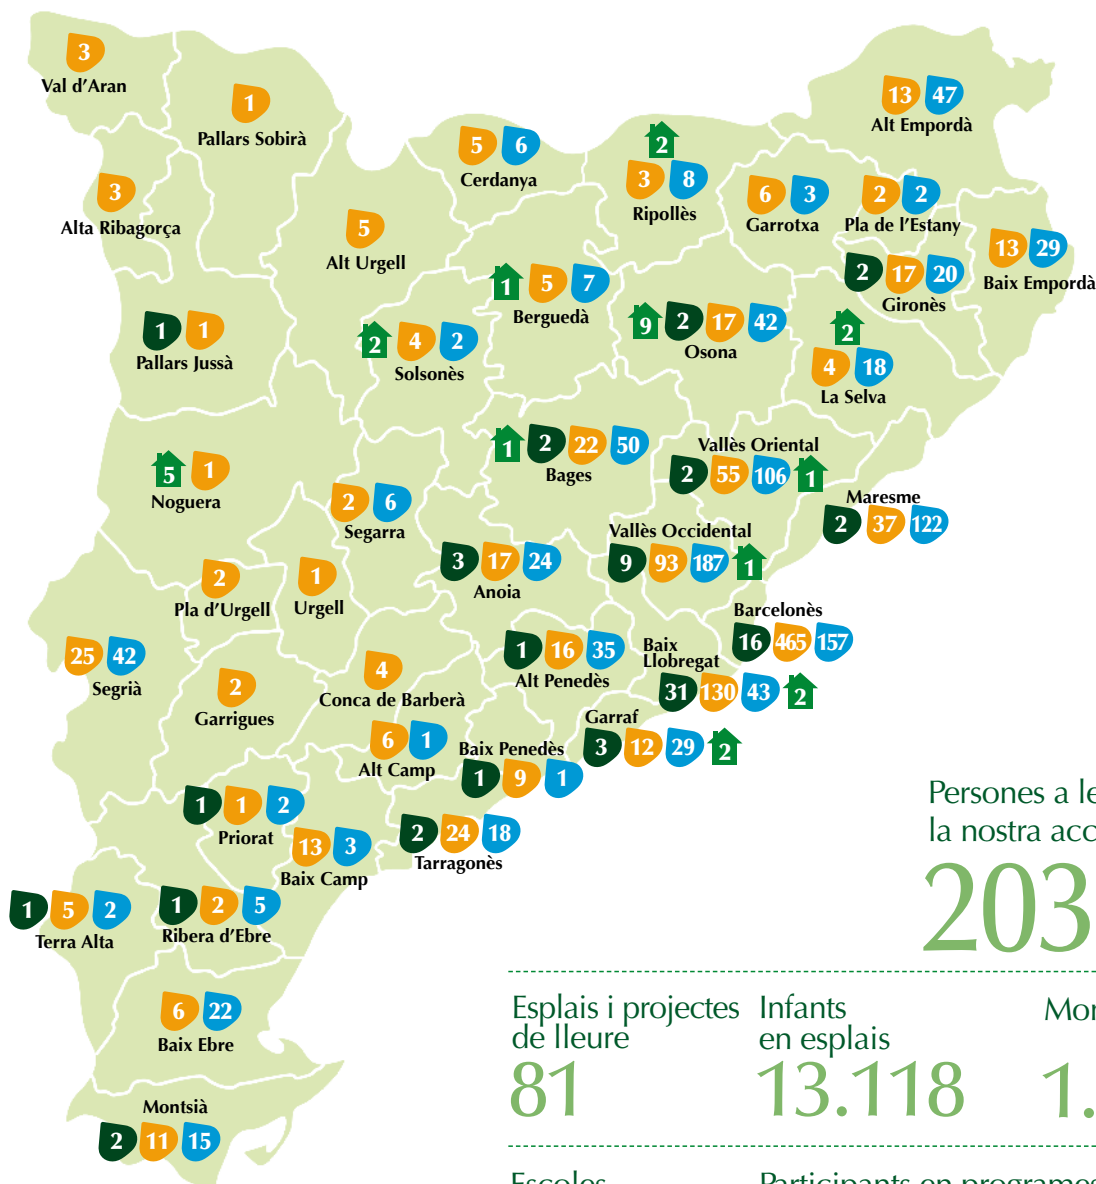 3
Val d'Aran
1
Pallars Sobirà
13 47
Alt Empordà
5 6
Cerdanya
2
3 8
Ripollès
6 3
Garrotxa
2 2
Pla de l'Estany
3
Alta Ribagorça
5
Alt Urgell
13 29
Baix Empordà
2 17 20
Gironès
1 5 7
Berguedà
9 2 17 42
Osona
2
4 18
La Selva
1 1
Pallars Jussà
2 4 2
Solsonès
1 2 22 50
Bages
Vallès Oriental
2 55 106 1
5 1
Noguera
2 6
Segarra
Maresme
2 37 122
Vallès Occidental
9 93 187 1
3 17 24
Anoia
2
Pla d'Urgell
1
Urgell
Barcelonès
16 465 157
25 42
Segrià
1 16 35
Alt Penedès
Baix
Llobregat
31 130 43 2
2
Garrigues
4
Conca de Barberà
Garraf
3 12 29 2
6 1
Alt Camp
Baix Penedès
1 9 1
1 1 2
Priorat
13 3
Baix Camp
2 24 18
Tarragonès
1 5 2
Terra Alta
1 2 5
Ribera d'Ebre
6 22
Baix Ebre
Montsià
2 11 15
Persones a le
la nostra acc
203
Esplais i projectes
de lleure
81
Infants
en esplais
13.118
Mor
1.
Escoles
Participants en programes